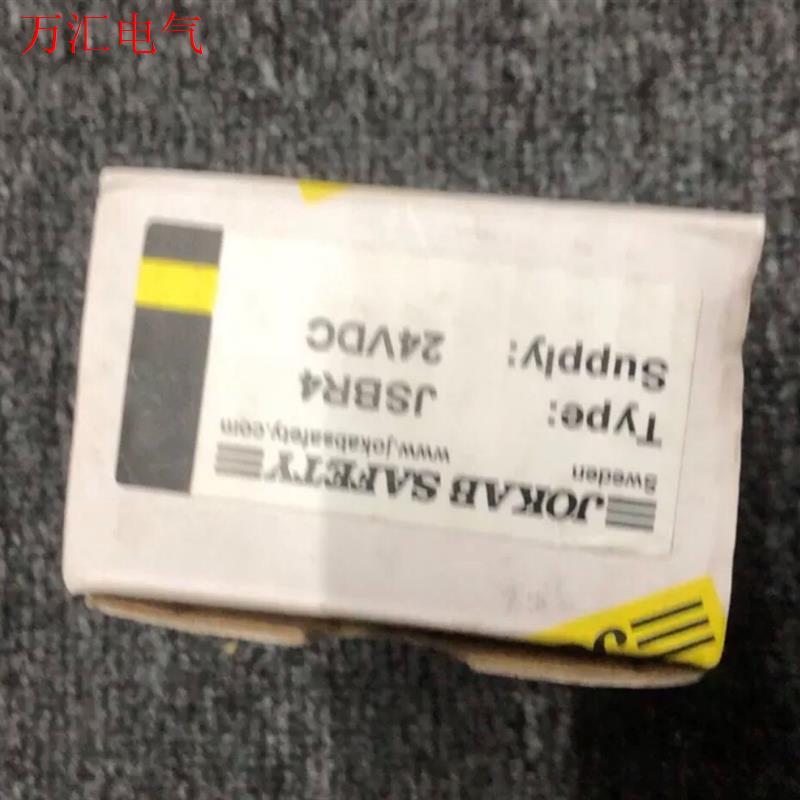 万汇电气
JOKAB SAFETY
Sweden www.jokabsafety.com
Type: JSBR4
Supply: 24VDC